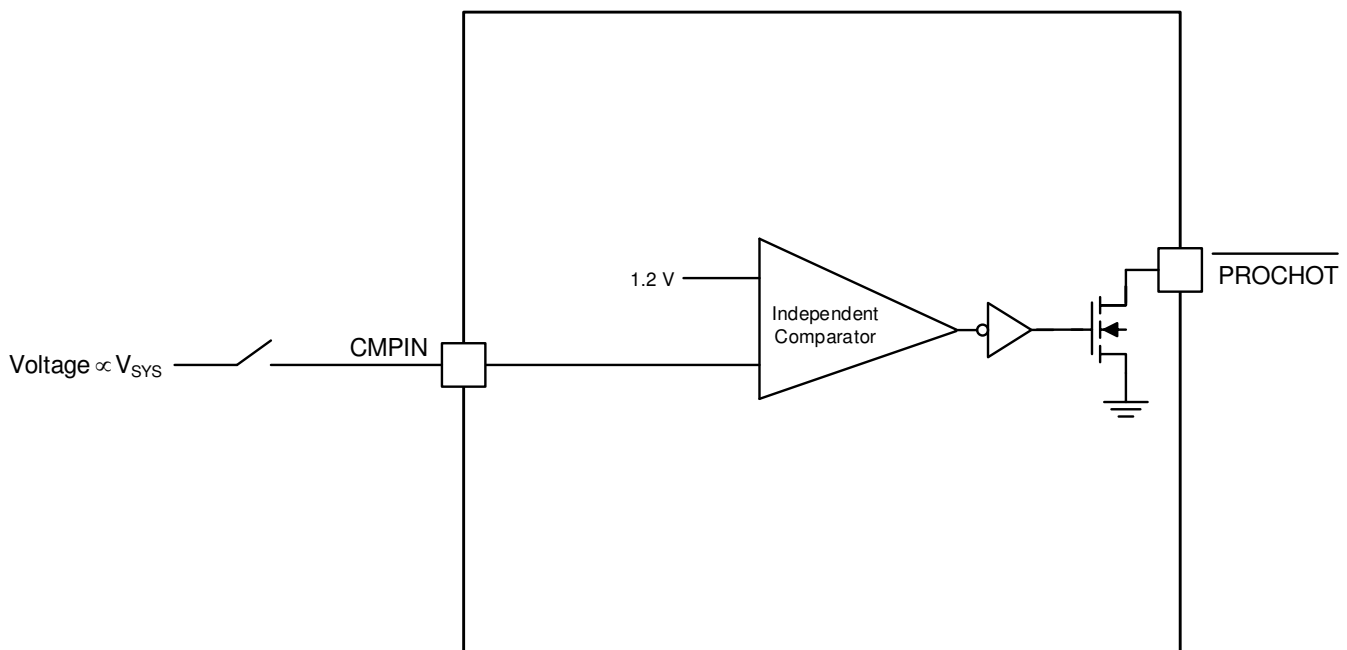 PROCHOT
1.2 V
Independent
Comparator
CMPIN
Voltage ∝ VSYS